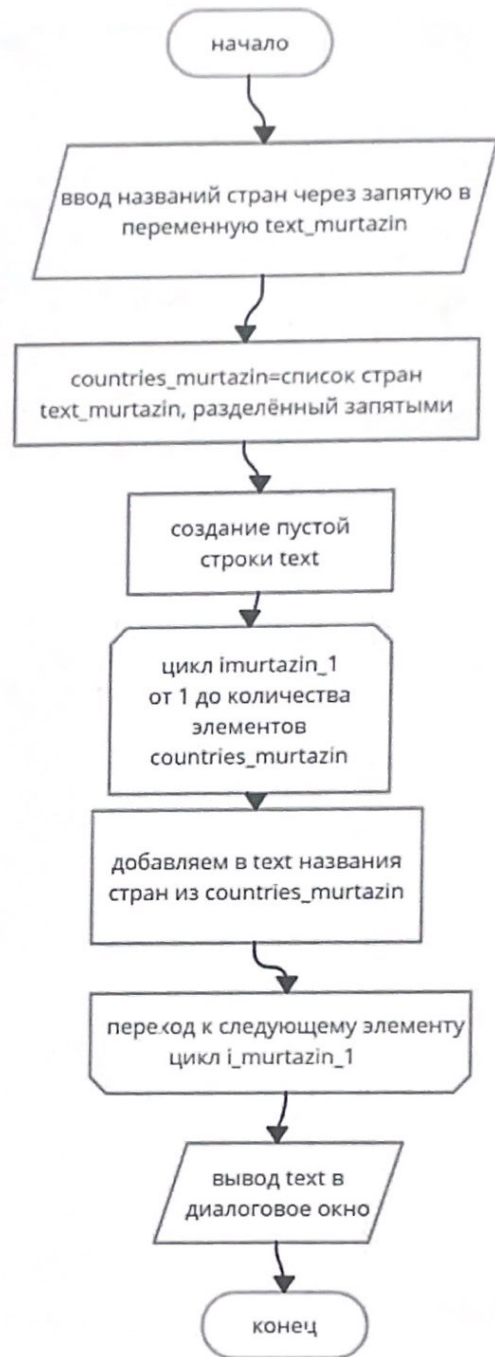 начало
ввод названий стран через запятую в
переменную text_murtazin
countries_murtazin=список стран
text_murtazin, разделённый запятыми
создание пустой
строки text
цикл imurtazin_1
от 1 до количества
элементов
countries_murtazin
добавляем в text названия
стран из countries_murtazin
переход к следующему элементу
цикл i_murtazin_1
вывод text в
диалоговое окно
конец